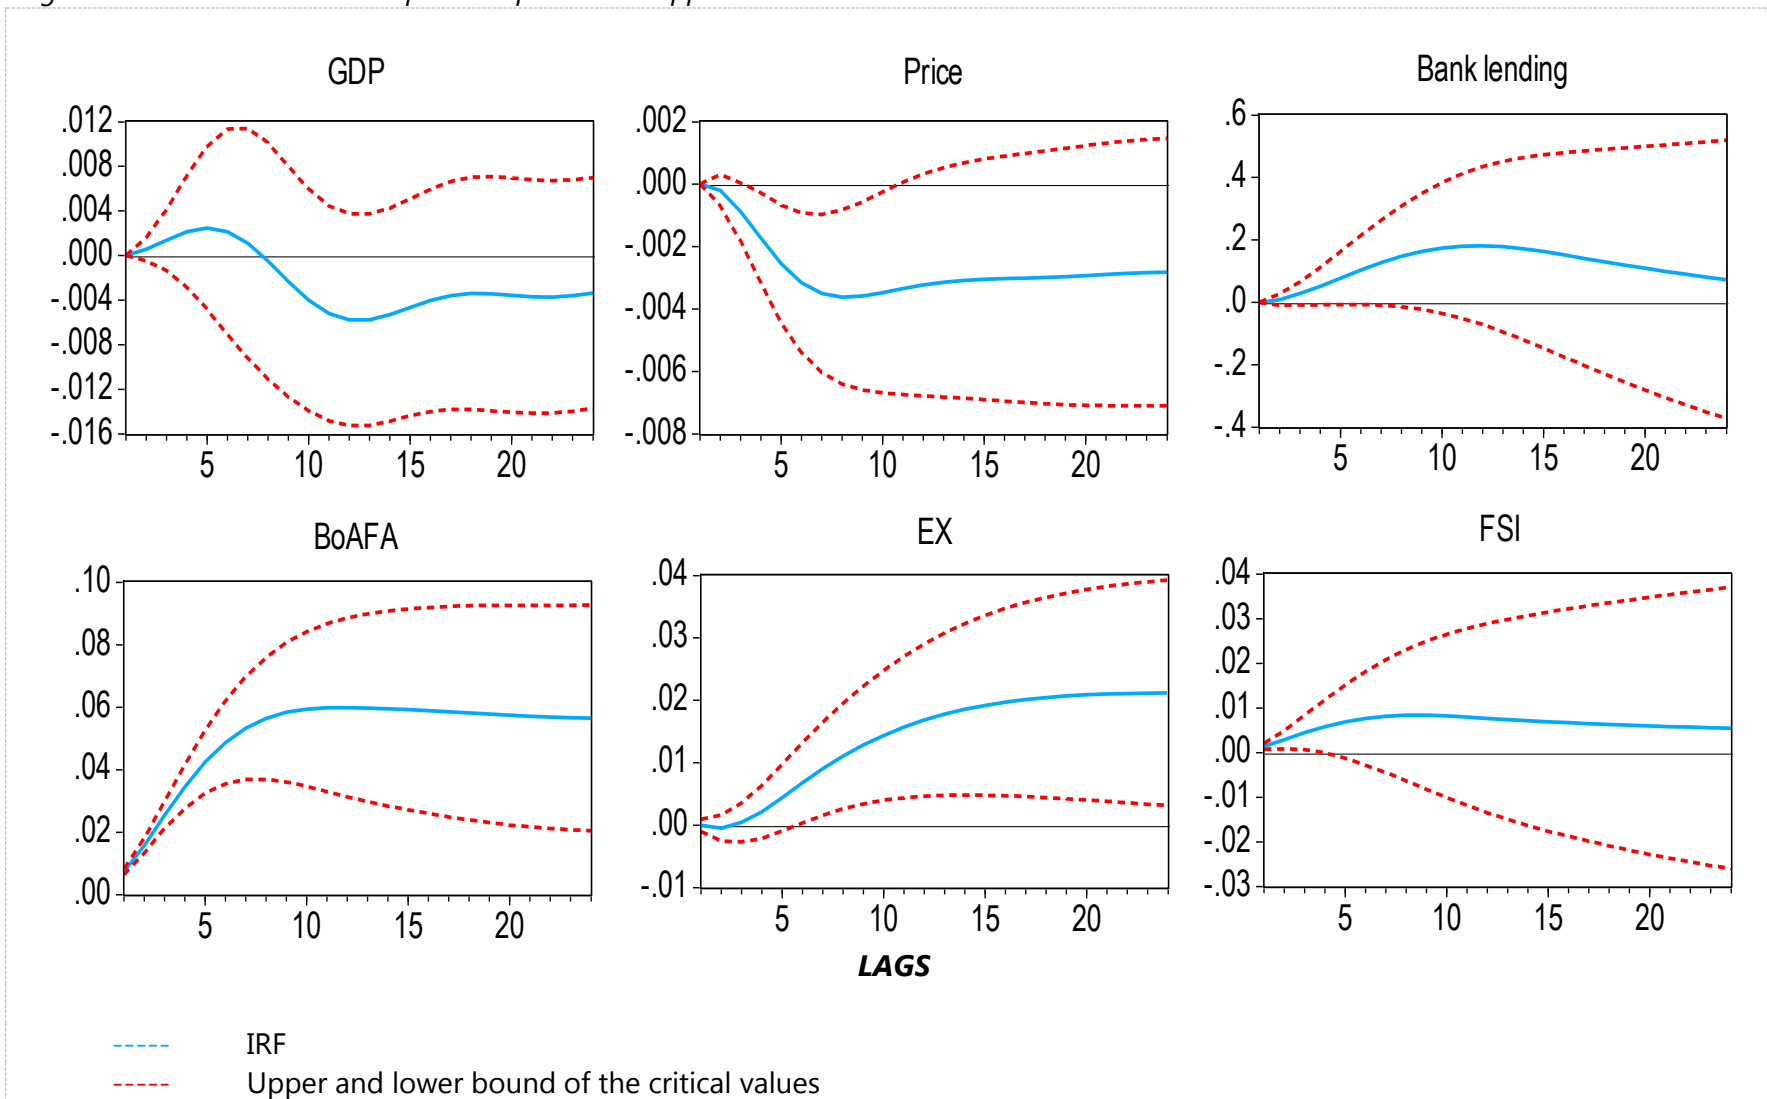 GDP
Price
Bank lending
.012
.008
.004
.000
-.004
-.008
-.012
-.016
5 10 15 20
.002
.000
-.002
-.004
-.006
-.008
5 10 15 20
.6
.4
.2
.0
-.2
-.4
5 10 15 20
BoAFA
EX
FSI
.10
.08
.06
.04
.02
.00
5 10 15 20
.04
.03
.02
.01
.00
-.01
5 10 15 20
.04
.03
.02
.01
.00
-.01
-.02
-.03
5 10 15 20
LAGS
IRF
Upper and lower bound of the critical values